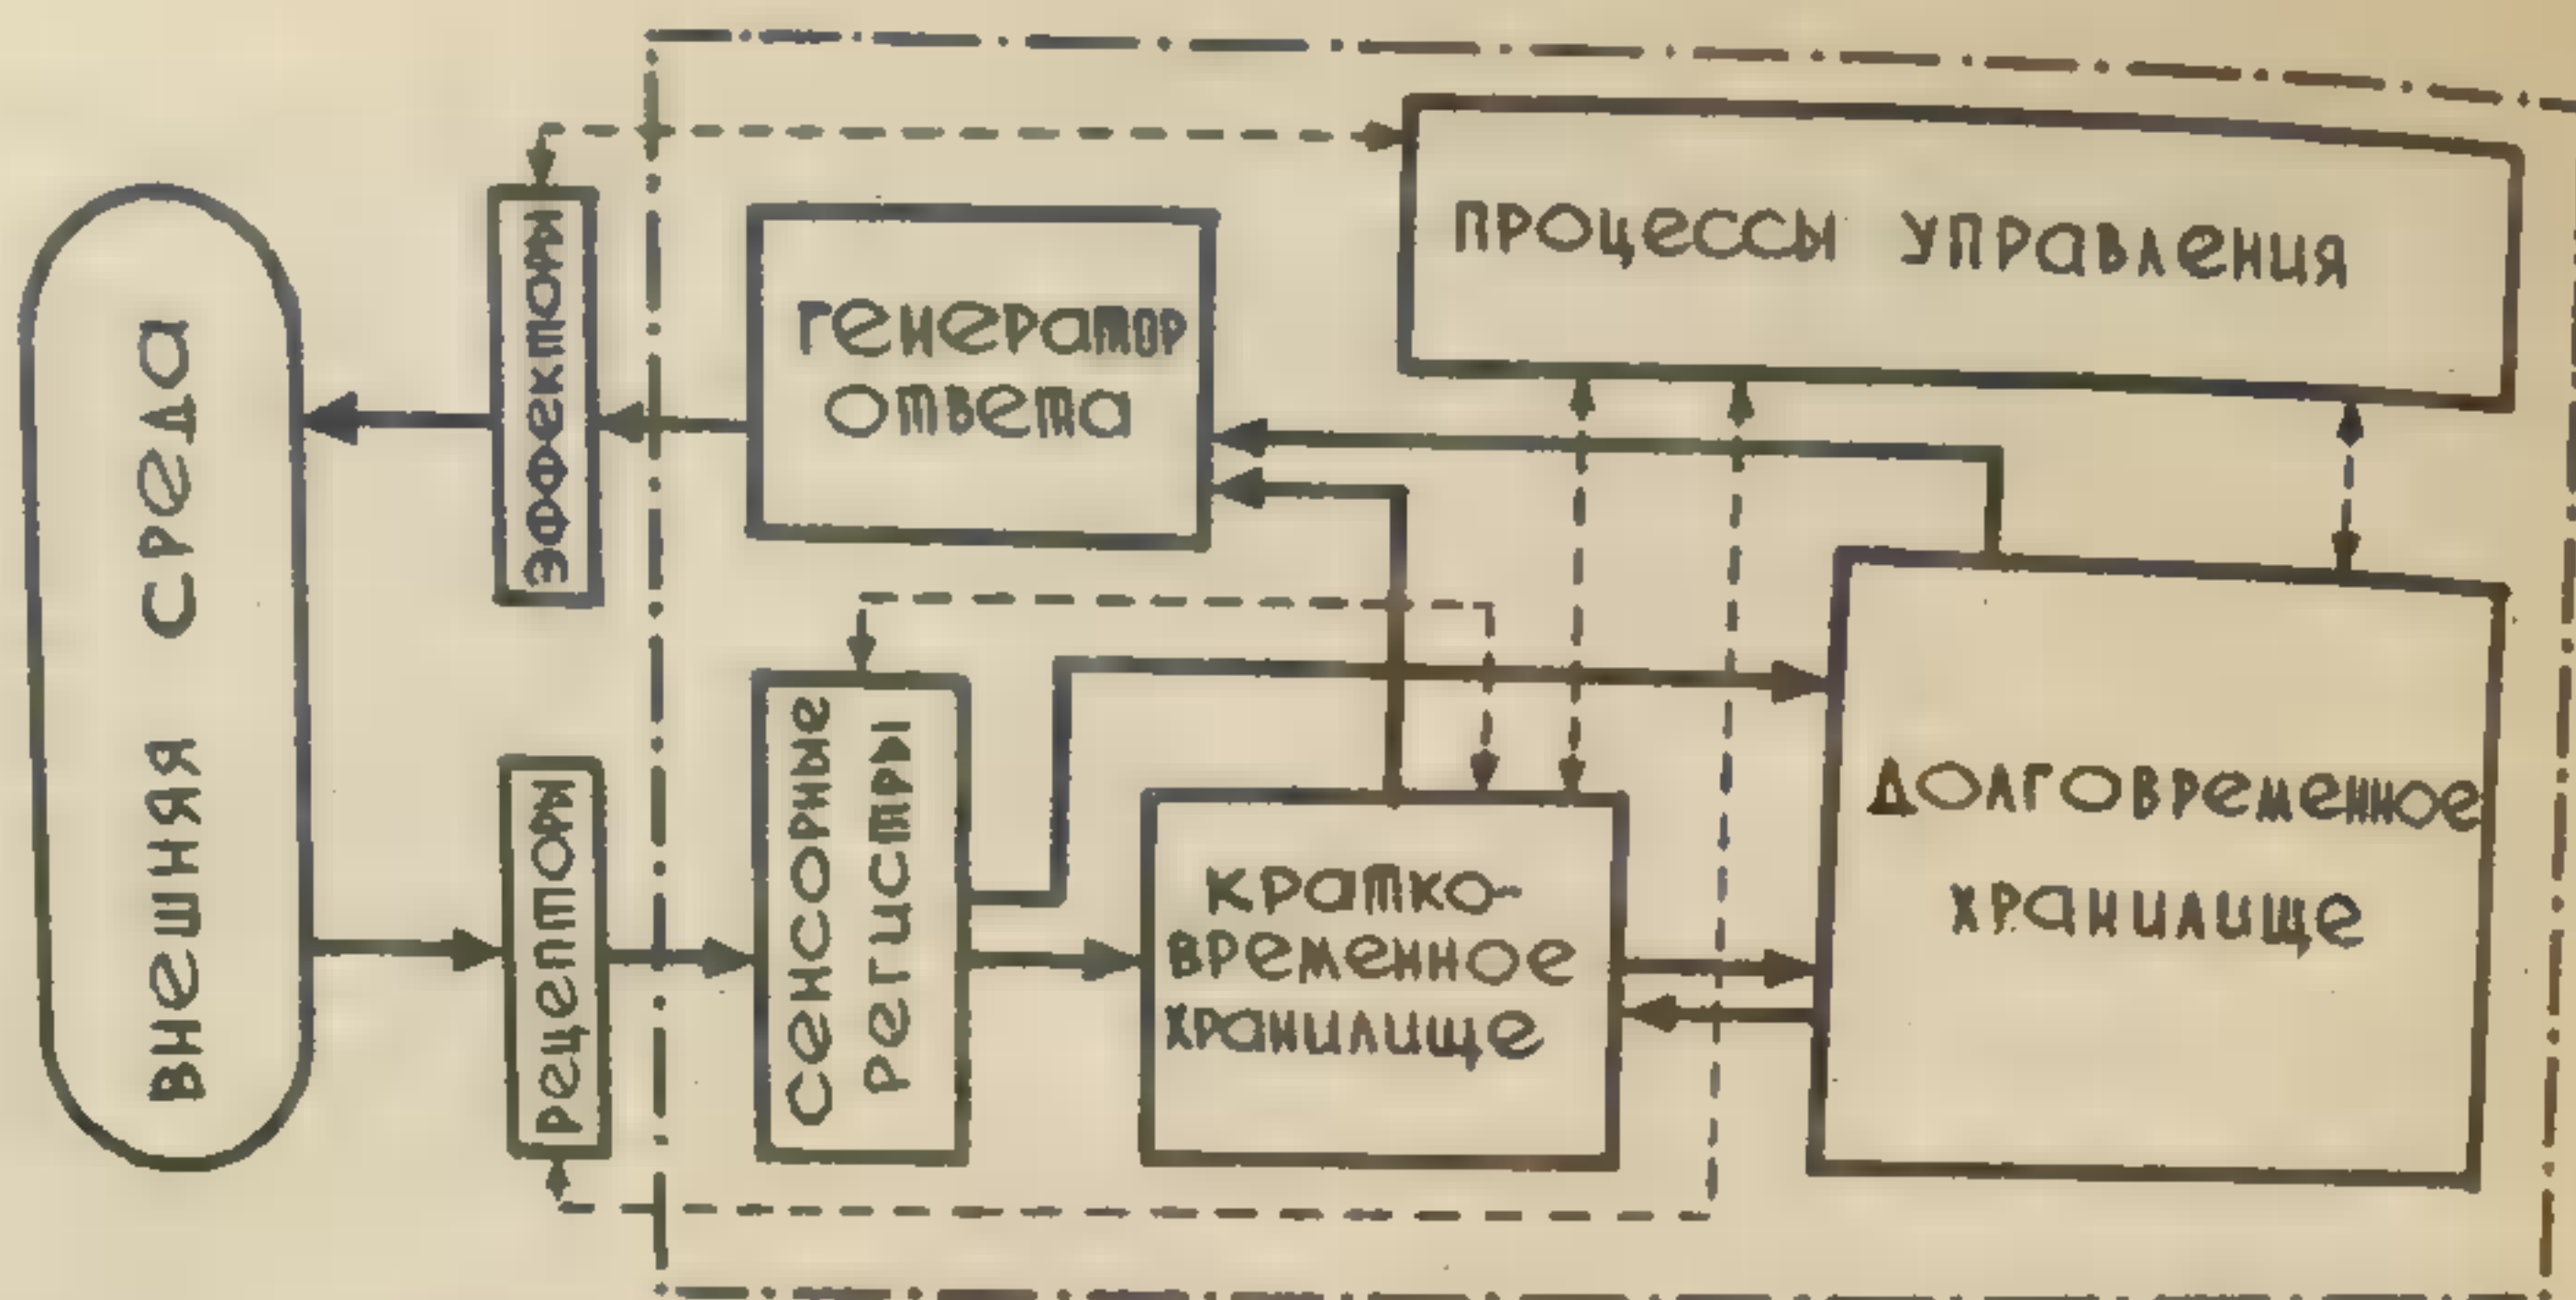 внешняя среда
эффекторы
рецепторы
генератор
ответа
сенсорные
регистры
процессы управления
кратко-
временное
хранилище
долговременное
хранилище